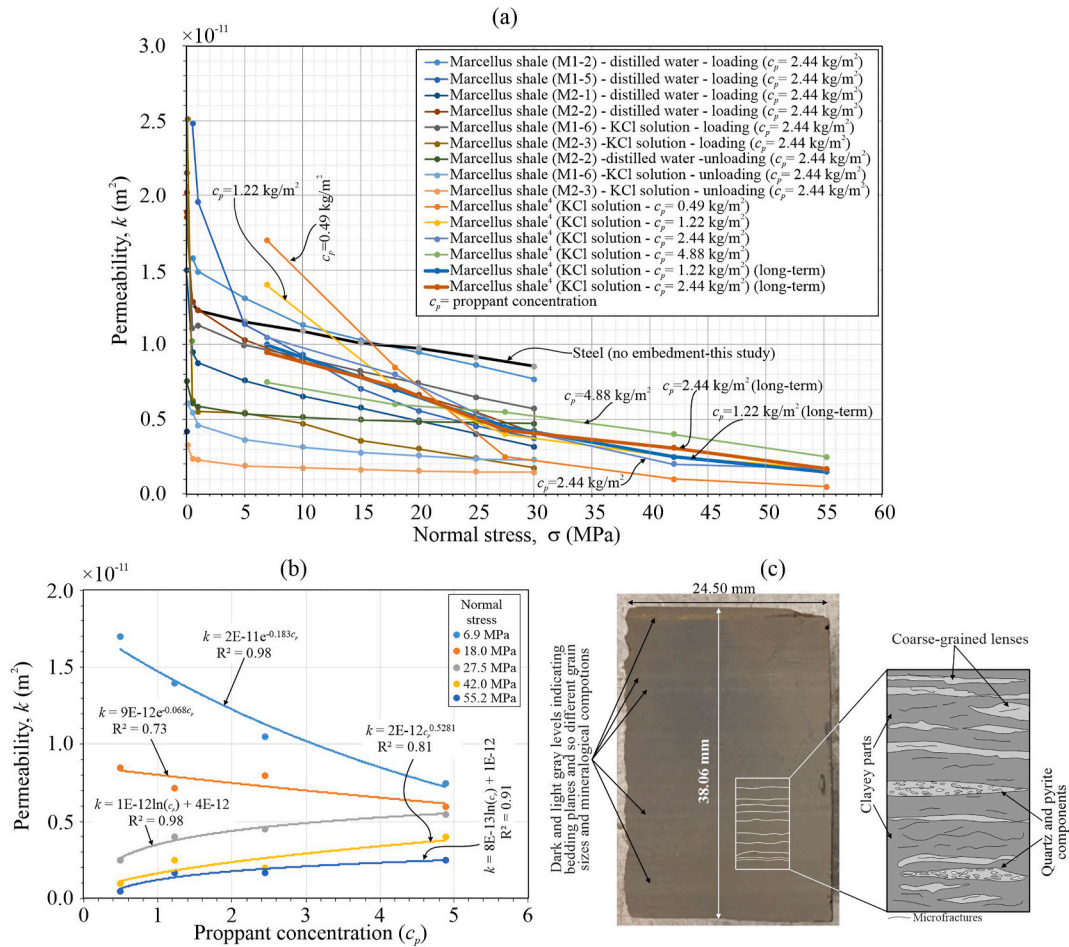 (a)
×10⁻¹¹
3.0
2.5
2.0
1.5
1.0
0.5
0.0
Permeability, k (m²)
0 5 10 15 20 25 30 35 40 45 50 55 60
Normal stress, σ (MPa)
Marcellus shale (M1-2) - distilled water - loading (cₚ= 2.44 kg/m²)
Marcellus shale (M1-5) - distilled water - loading (cₚ= 2.44 kg/m²)
Marcellus shale (M2-1) - distilled water - loading (cₚ= 2.44 kg/m²)
Marcellus shale (M2-2) - distilled water - loading (cₚ= 2.44 kg/m²)
Marcellus shale (M1-6) - KCl solution - loading (cₚ= 2.44 kg/m²)
Marcellus shale (M2-3) -KCl solution - loading (cₚ= 2.44 kg/m²)
Marcellus shale (M2-2) -distilled water-unloading (cₚ= 2.44 kg/m²)
Marcellus shale (M1-6) -KCl solution - unloading (cₚ= 2.44 kg/m²)
Marcellus shale (M2-3) - KCl solution - unloading (cₚ= 2.44 kg/m²)
Marcellus shale⁴ (KCl solution - cₚ= 0.49 kg/m²)
Marcellus shale⁴ (KCl solution - cₚ= 1.22 kg/m²)
Marcellus shale⁴ (KCl solution - cₚ= 2.44 kg/m²)
Marcellus shale⁴ (KCl solution - cₚ= 4.88 kg/m²)
Marcellus shale⁴ (KCl solution - cₚ= 1.22 kg/m²) (long-term)
Marcellus shale⁴ (KCl solution - cₚ= 2.44 kg/m²) (long-term)
cₚ= proppant concentration
cₚ=1.22 kg/m²
cₚ=0.49 kg/m²
Steel (no embedment-this study)
cₚ=4.88 kg/m²
cₚ=2.44 kg/m² (long-term)
cₚ=1.22 kg/m² (long-term)
cₚ=2.44 kg/m²
(b)
×10⁻¹¹
2.0
1.5
1.0
0.5
0.0
Permeability, k (m²)
0 1 2 3 4 5 6
Proppant concentration (cₚ)
Normal
stress
6.9 MPa
18.0 MPa
27.5 MPa
42.0 MPa
55.2 MPa
k = 2E-11e^-0.183cₚ
R² = 0.98
k = 9E-12e^-0.068cₚ
R² = 0.73
k = 1E-12ln(cₚ) + 4E-12
R² = 0.98
k = 2E-12cₚ^0.5281
R² = 0.81
k = 8E-13ln(cₚ) + 1E-12
R² = 0.91
(c)
24.50 mm
38.06 mm
Dark and light gray levels indicating
bedding planes and so different grain
sizes and mineralogical compotions
Coarse-grained
lenses
Clayey parts
Quartz and pyrite
components
Microfractures